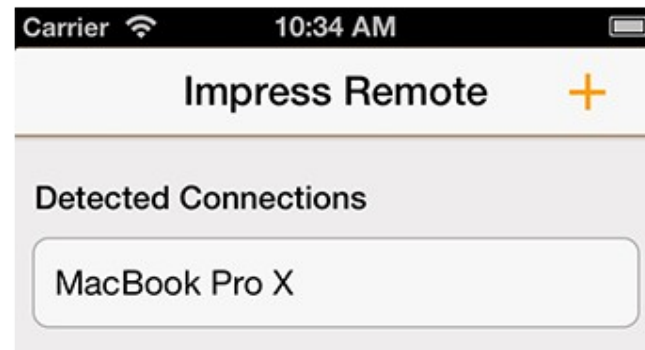 Carrier 10:34 AM
Impress Remote +
Detected Connections
MacBook Pro X